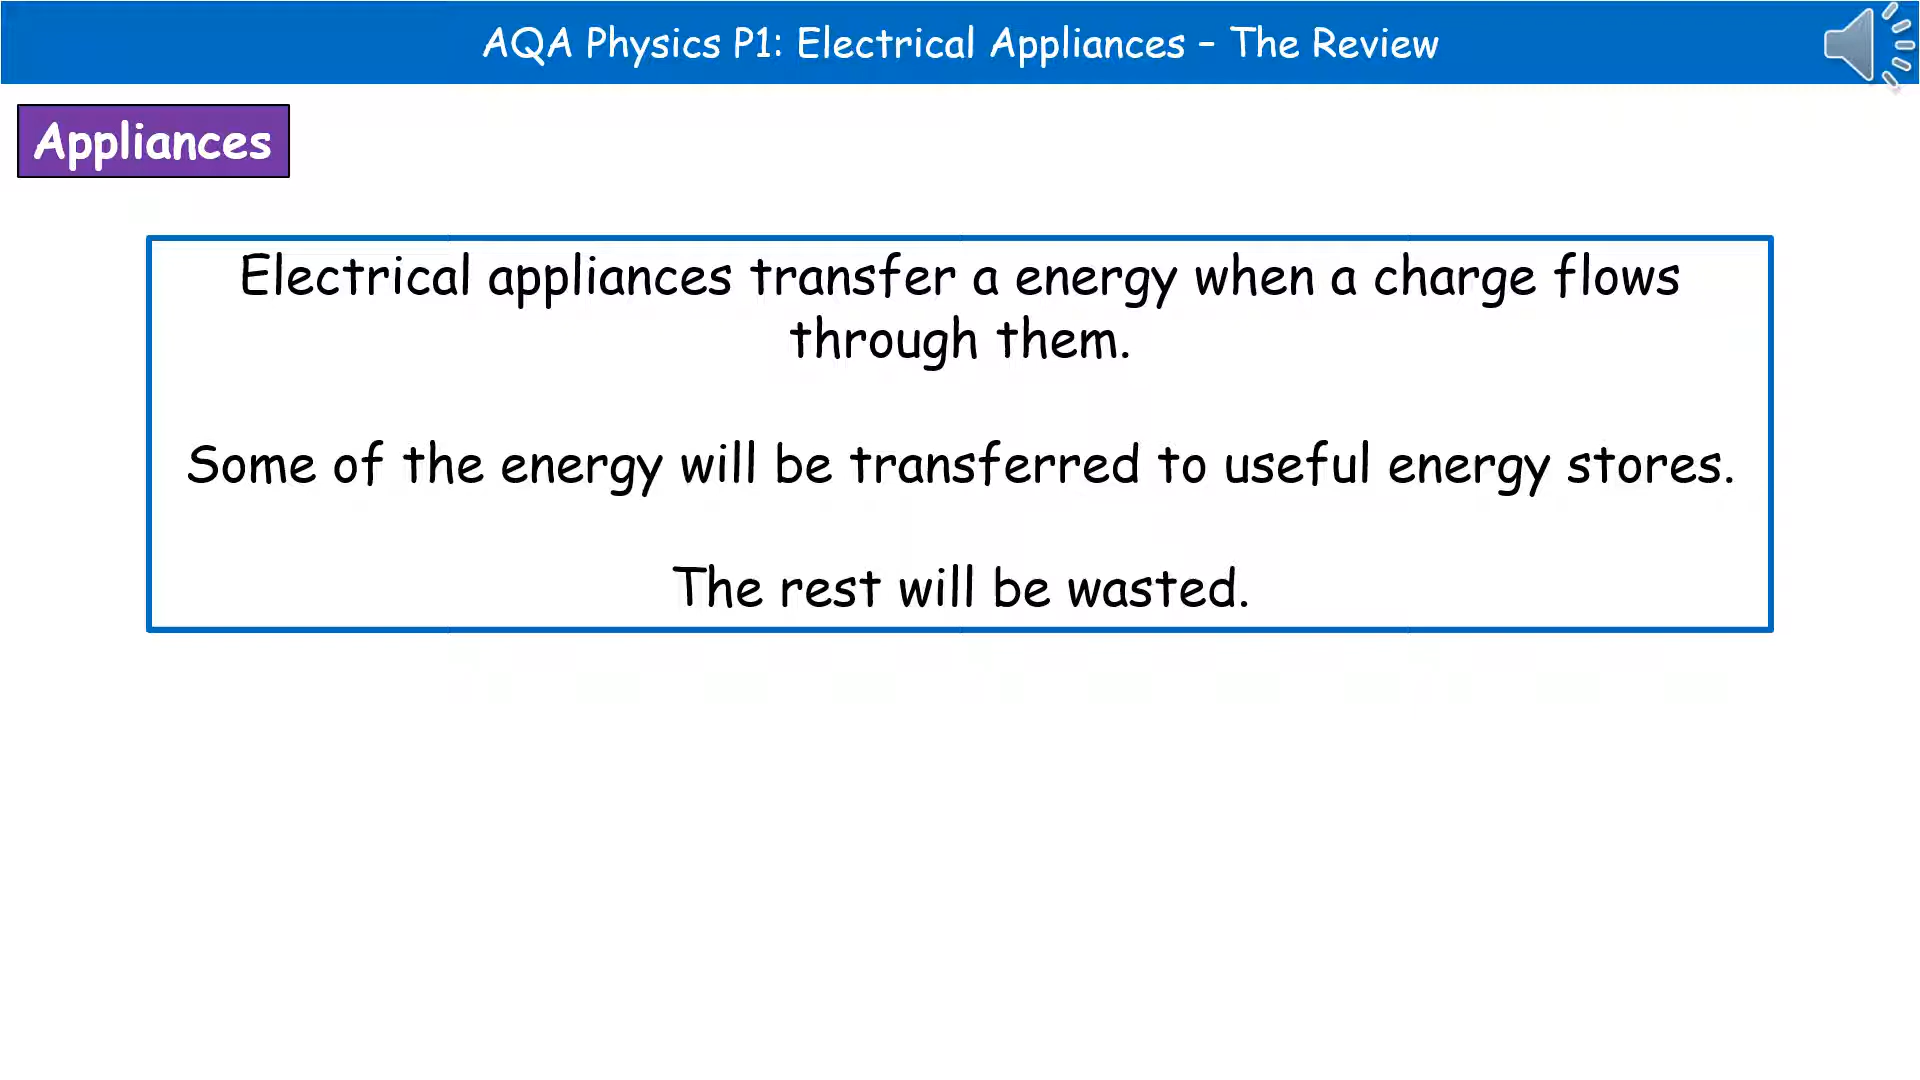 AQA Physics P1: Electrical Appliances – The Review
Appliances
Electrical appliances transfer a energy when a charge flows
through them.
Some of the energy will be transferred to useful energy stores.
The rest will be wasted.